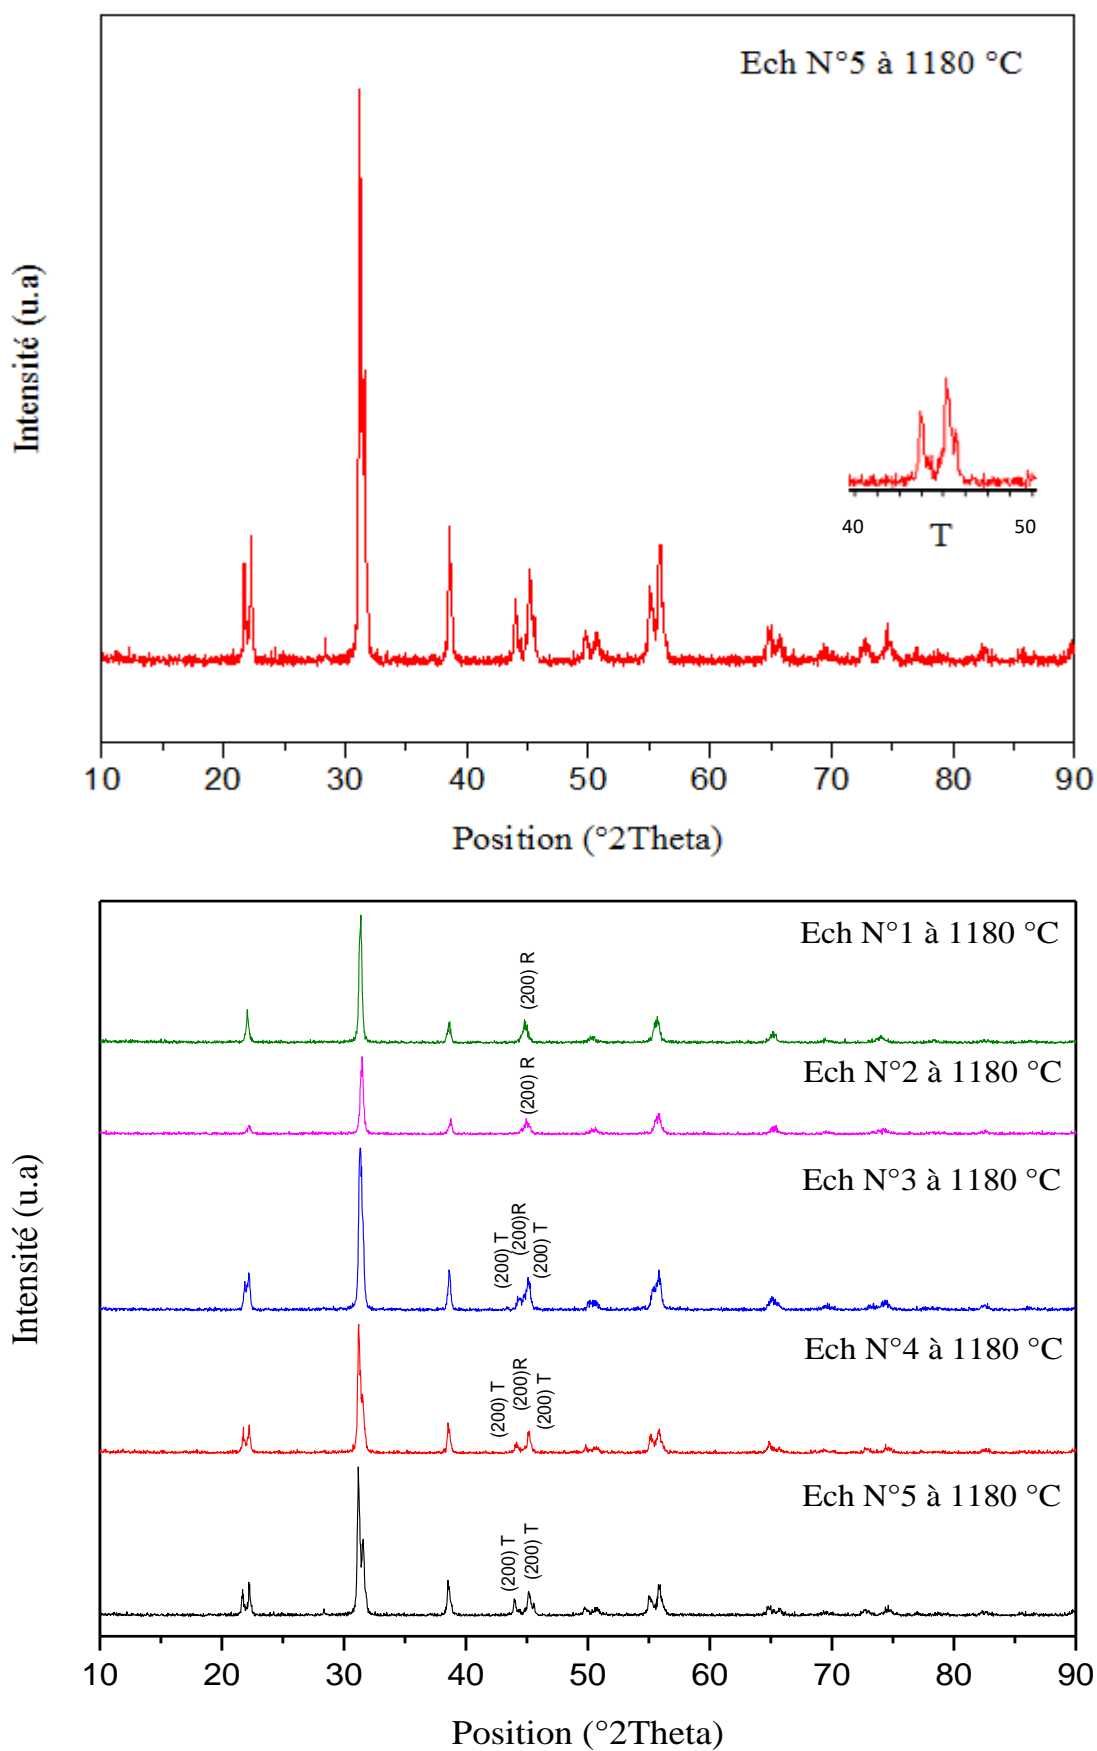 Ech N°5 à 1180 °C
Intensité (u.a)
40 T 50
10 20 30 40 50 60 70 80 90
Position (°2Theta)
Ech N°1 à 1180 °C
(200) R
Ech N°2 à 1180 °C
(200) R
Ech N°3 à 1180 °C
(200) T
(200)R
(200) T
Intensité (u.a)
Ech N°4 à 1180 °C
(200) T
(200)R
(200) T
Ech N°5 à 1180 °C
(200) T
(200) T
10 20 30 40 50 60 70 80 90
Position (°2Theta)